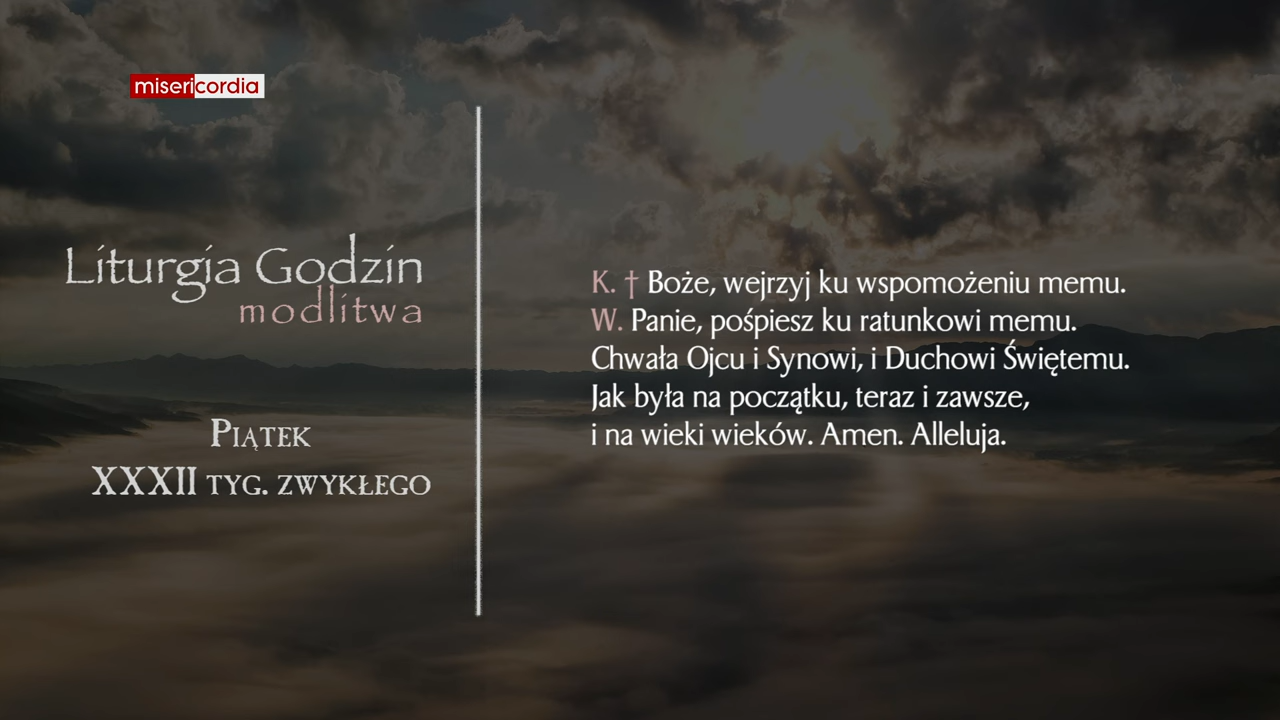 misericordia
Liturgia Godzin
modlitwa
Piątek
XXXII tyg. zwykłego
K. † Boże, wejrzyj ku wspomożeniu memu.
W. Panie, pośpiesz ku ratunkowi memu.
Chwała Ojcu i Synowi, i Duchowi Świętemu.
Jak była na początku, teraz i zawsze,
i na wieki wieków. Amen. Alleluja.